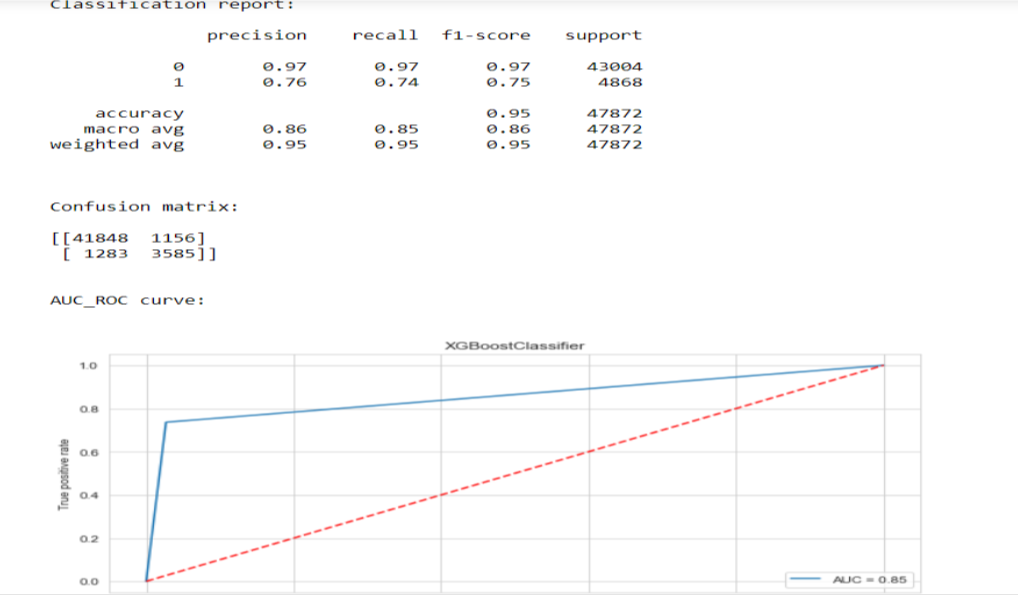 Classification report:
precision recall f1-score support
0 0.97 0.97 0.97 43004
1 0.76 0.74 0.75 4868
accuracy 0.95 47872
macro avg 0.86 0.85 0.86 47872
weighted avg 0.95 0.95 0.95 47872
Confusion matrix:
[[41848 1156]
[ 1283 3585]]
AUC_ROC curve:
XGBoostClassifier
1.0
0.8
0.6
0.4
0.2
0.0
True positive rate
AUC = 0.85